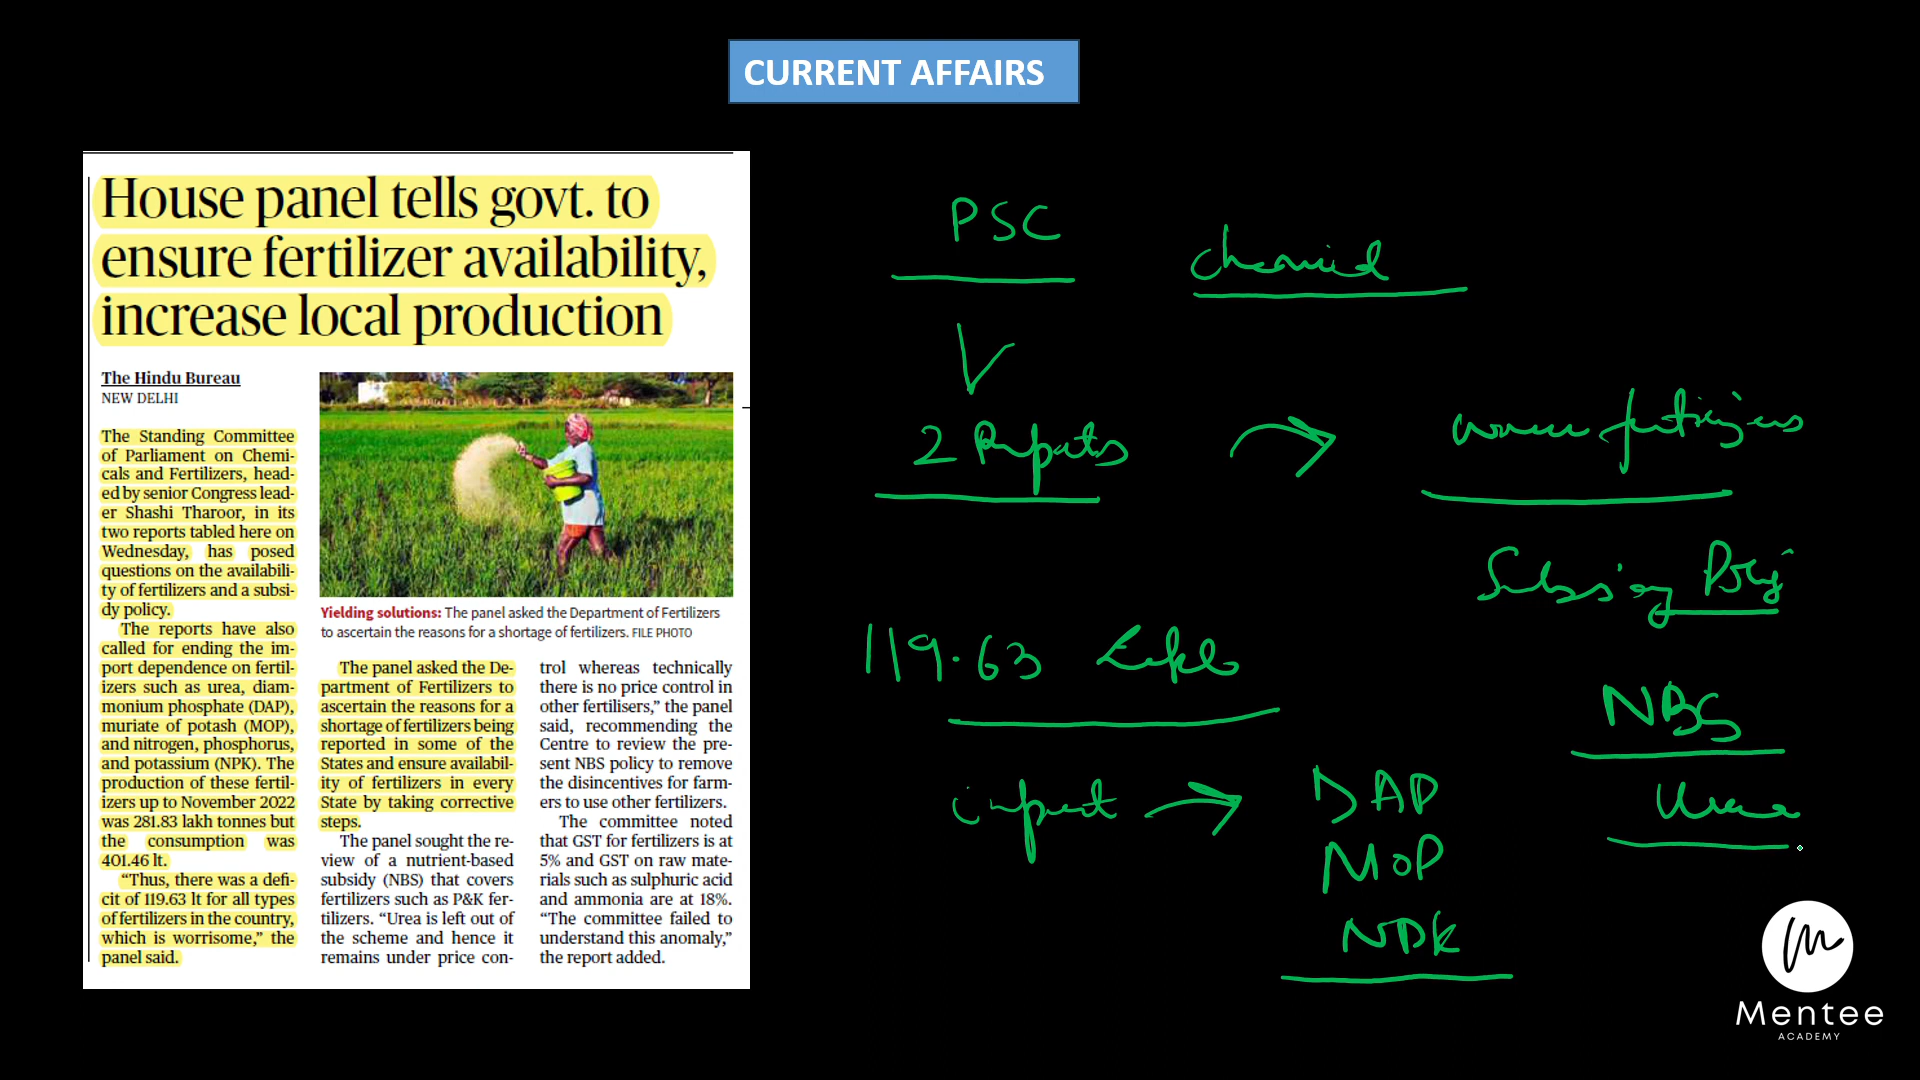 CURRENT AFFAIRS
House panel tells govt. to
ensure fertilizer availability,
increase local production
The Hindu Bureau
NEW DELHI
The Standing Committee
of Parliament on Chemi-
cals and Fertilizers, head-
ed by senior Congress lead-
er Shashi Tharoor, in its
two reports tabled here on
Wednesday, has posed
questions on the availabili-
ty of fertilizers and a subsi-
dy policy.
The reports have also
called for ending the im-
port dependence on fertil-
izers such as urea, diam-
monium phosphate (DAP),
muriate of potash (MOP),
and nitrogen, phosphorus,
and potassium (NPK). The
production of these fertil-
izers up to November 2022
was 281.83 lakh tonnes but
the consumption was
401.46 lt.
“Thus, there was a defi-
cit of 119.63 lt for all types
of fertilizers in the country,
which is worrisome,” the
panel said.
Yielding solutions: The panel asked the Department of Fertilizers
to ascertain the reasons for a shortage of fertilizers. FILE PHOTO
The panel asked the De-
partment of Fertilizers to
ascertain the reasons for a
shortage of fertilizers being
reported in some of the
States and ensure availabil-
ity of fertilizers in every
State by taking corrective
steps.
The panel sought the re-
view of a nutrient-based
subsidy (NBS) that covers
fertilizers such as P&K fer-
tilizers. “Urea is left out of
the scheme and hence it
remains under price con-
trol whereas technically
there is no price control in
other fertilisers,” the panel
said, recommending the
Centre to review the pre-
sent NBS policy to remove
the disincentives for farm-
ers to use other fertilizers.
The committee noted
that GST for fertilizers is at
5% and GST on raw mate-
rials such as sulphuric acid
and ammonia are at 18%.
“The committee failed to
understand this anomaly,”
the report added.
PSC
chemical
2 Reports
fertilizers
Subsidy Policy
119.63 Lakh
NBS
import
DAP
Urea
MOP
NPK
Mentee
ACADEMY